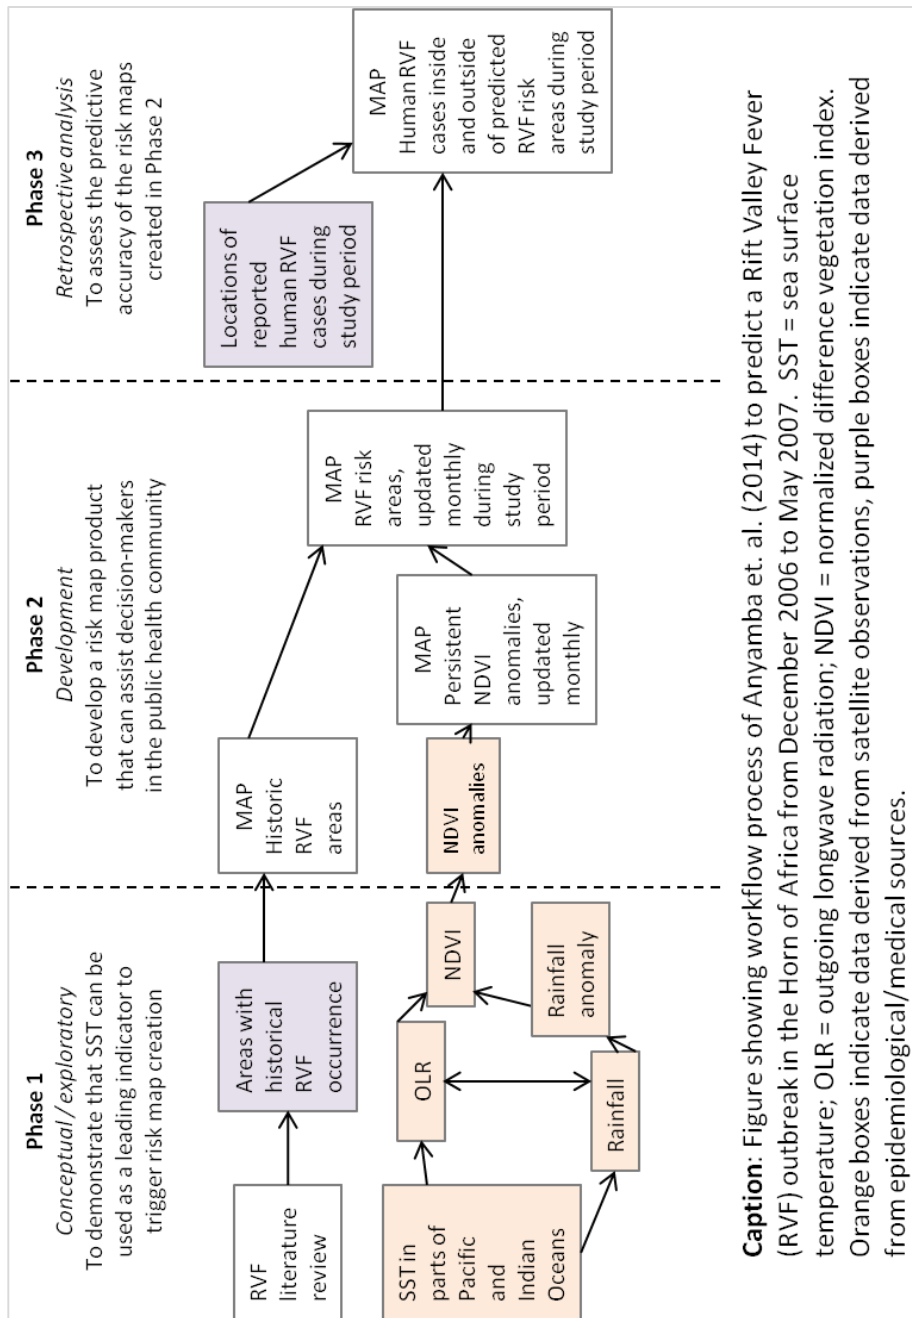 Phase 1
Conceptual / exploratory
To demonstrate that SST can be
used as a leading indicator to
trigger risk map creation
Phase 2
Development
To develop a risk map product
that can assist decision-makers
in the public health community
Phase 3
Retrospective analysis
To assess the predictive
accuracy of the risk maps
created in Phase 2
RVF
literature
review
Areas with
historical
RVF
occurrence
MAP
Historic
RVF
areas
Locations of
reported
human RVF
cases during
study period
MAP
Human RVF
cases inside
and outside
of predicted
RVF risk
areas during
study period
MAP
RVF risk
areas,
updated
monthly
during
study
period
SST in
parts of
Pacific
and
Indian
Oceans
OLR
NDVI
Rainfall
Rainfall
anomaly
NDVI
anomalies
MAP
Persistent
NDVI
anomalies,
updated
monthly
Caption: Figure showing workflow process of Anyamba et. al. (2014) to predict a Rift Valley Fever
(RVF) outbreak in the Horn of Africa from December 2006 to May 2007. SST = sea surface
temperature; OLR = outgoing longwave radiation; NDVI = normalized difference vegetation index.
Orange boxes indicate data derived from satellite observations, purple boxes indicate data derived
from epidemiological/medical sources.